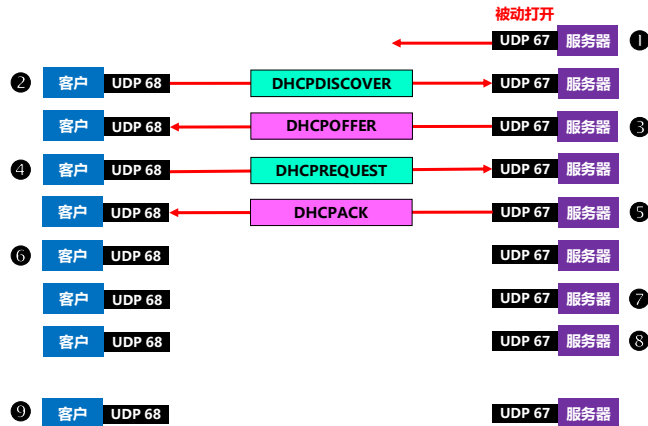 被动打开
UDP 67 服务器 ❶
❷ 客户 UDP 68 DHCPDISCOVER UDP 67 服务器
客户 UDP 68 DHCPOFFER UDP 67 服务器 ❸
❹ 客户 UDP 68 DHCPREQUEST UDP 67 服务器
客户 UDP 68 DHCPACK UDP 67 服务器 ❺
❻ 客户 UDP 68 UDP 67 服务器
客户 UDP 68 UDP 67 服务器 ❼
客户 UDP 68 UDP 67 服务器 ❽
❾ 客户 UDP 68 UDP 67 服务器